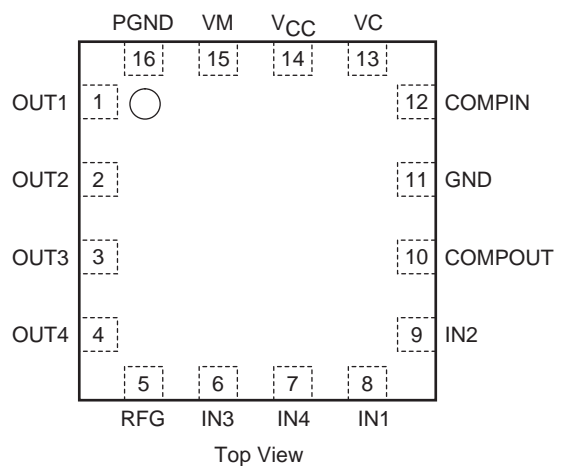 PGND VM VCC VC
16 15 14 13
OUT1 1 12 COMPIN
OUT2 2 11 GND
OUT3 3 10 COMPOUT
OUT4 4 9 IN2
5 6 7 8
RFG IN3 IN4 IN1
Top View